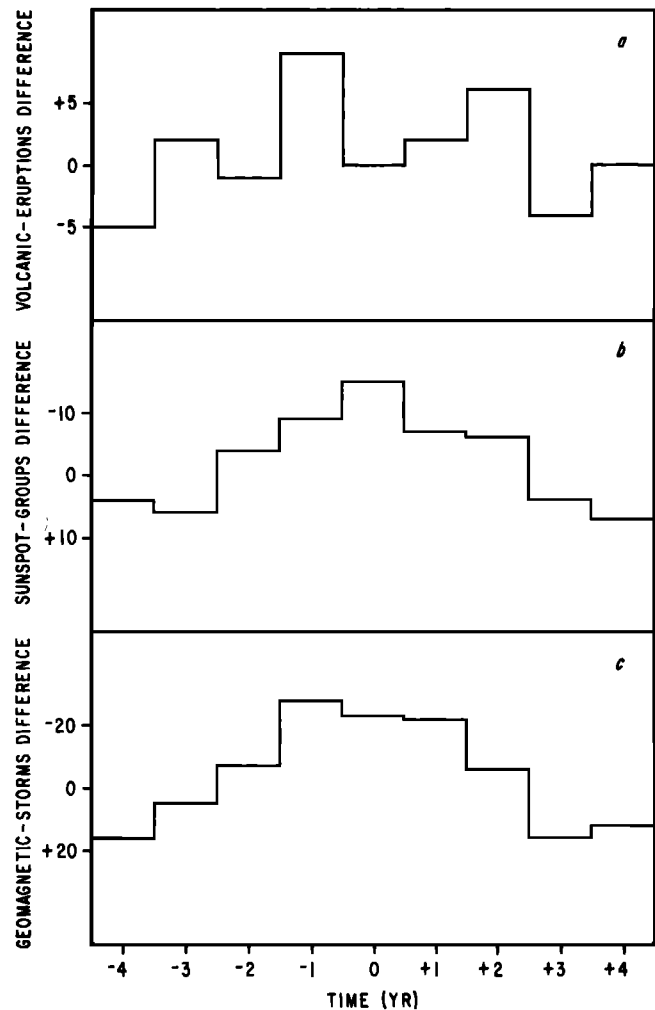 VOLCANIC-ERUPTIONS DIFFERENCE
a
+5
0
-5
SUNSPOT-GROUPS DIFFERENCE
b
-10
0
+10
GEOMAGNETIC-STORMS DIFFERENCE
c
-20
0
+20
-4 -3 -2 -1 0 +1 +2 +3 +4
TIME (YR)